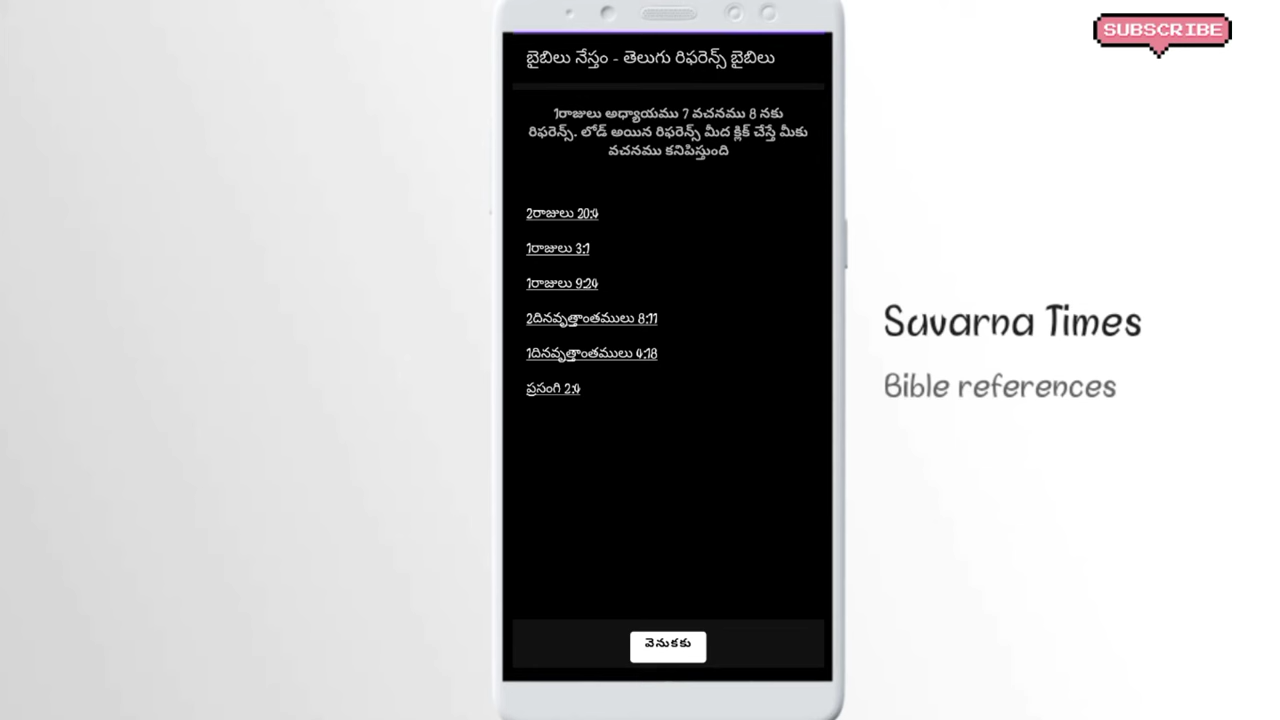 SUBSCRIBE
బైబిలు నేస్తం - తెలుగు రిఫరెన్స్ బైబిలు
1రాజులు అధ్యాయము 7 వచనము 8 నకు
రిఫరెన్స్. లోడ్ అయిన రిఫరెన్స్ మీద క్లిక్ చేస్తే మీకు
వచనము కనిపిస్తుంది
2రాజులు 20:4
1రాజులు 3:1
1రాజులు 9:24
2దినవృత్తాంతములు 8:11
1దినవృత్తాంతములు 4:18
ప్రసంగి 2:4
వెనుకకు
Suvarna Times
Bible references